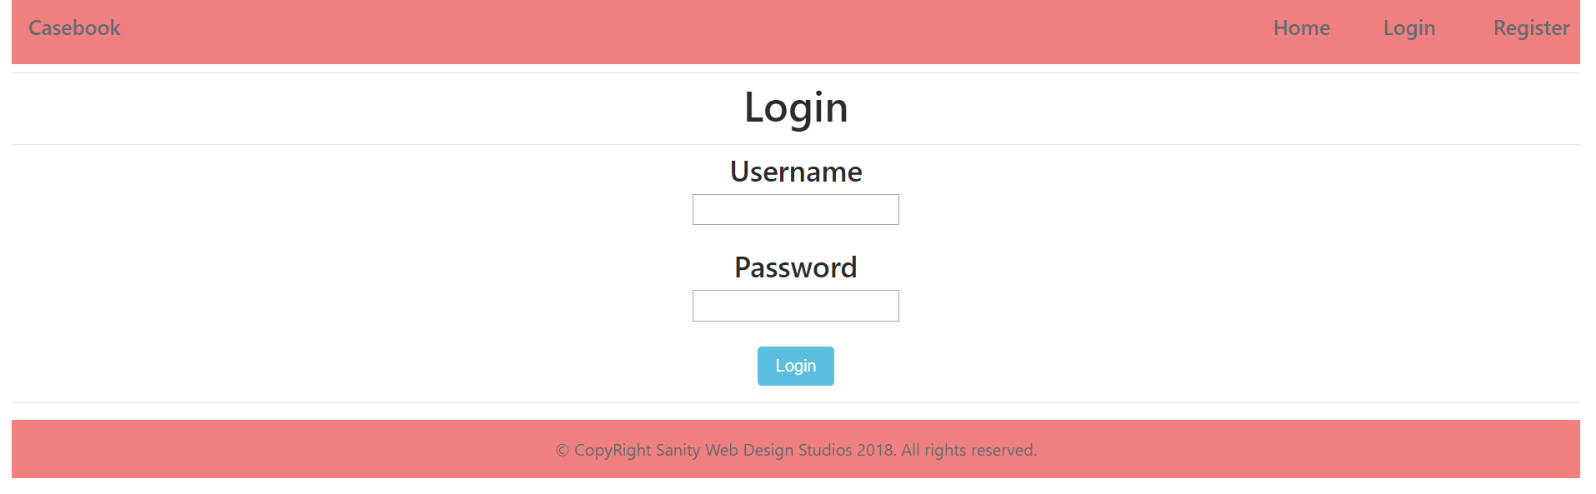 Casebook Home Login Register
Login
Username
Password
Login
© CopyRight Sanity Web Design Studios 2018. All rights reserved.